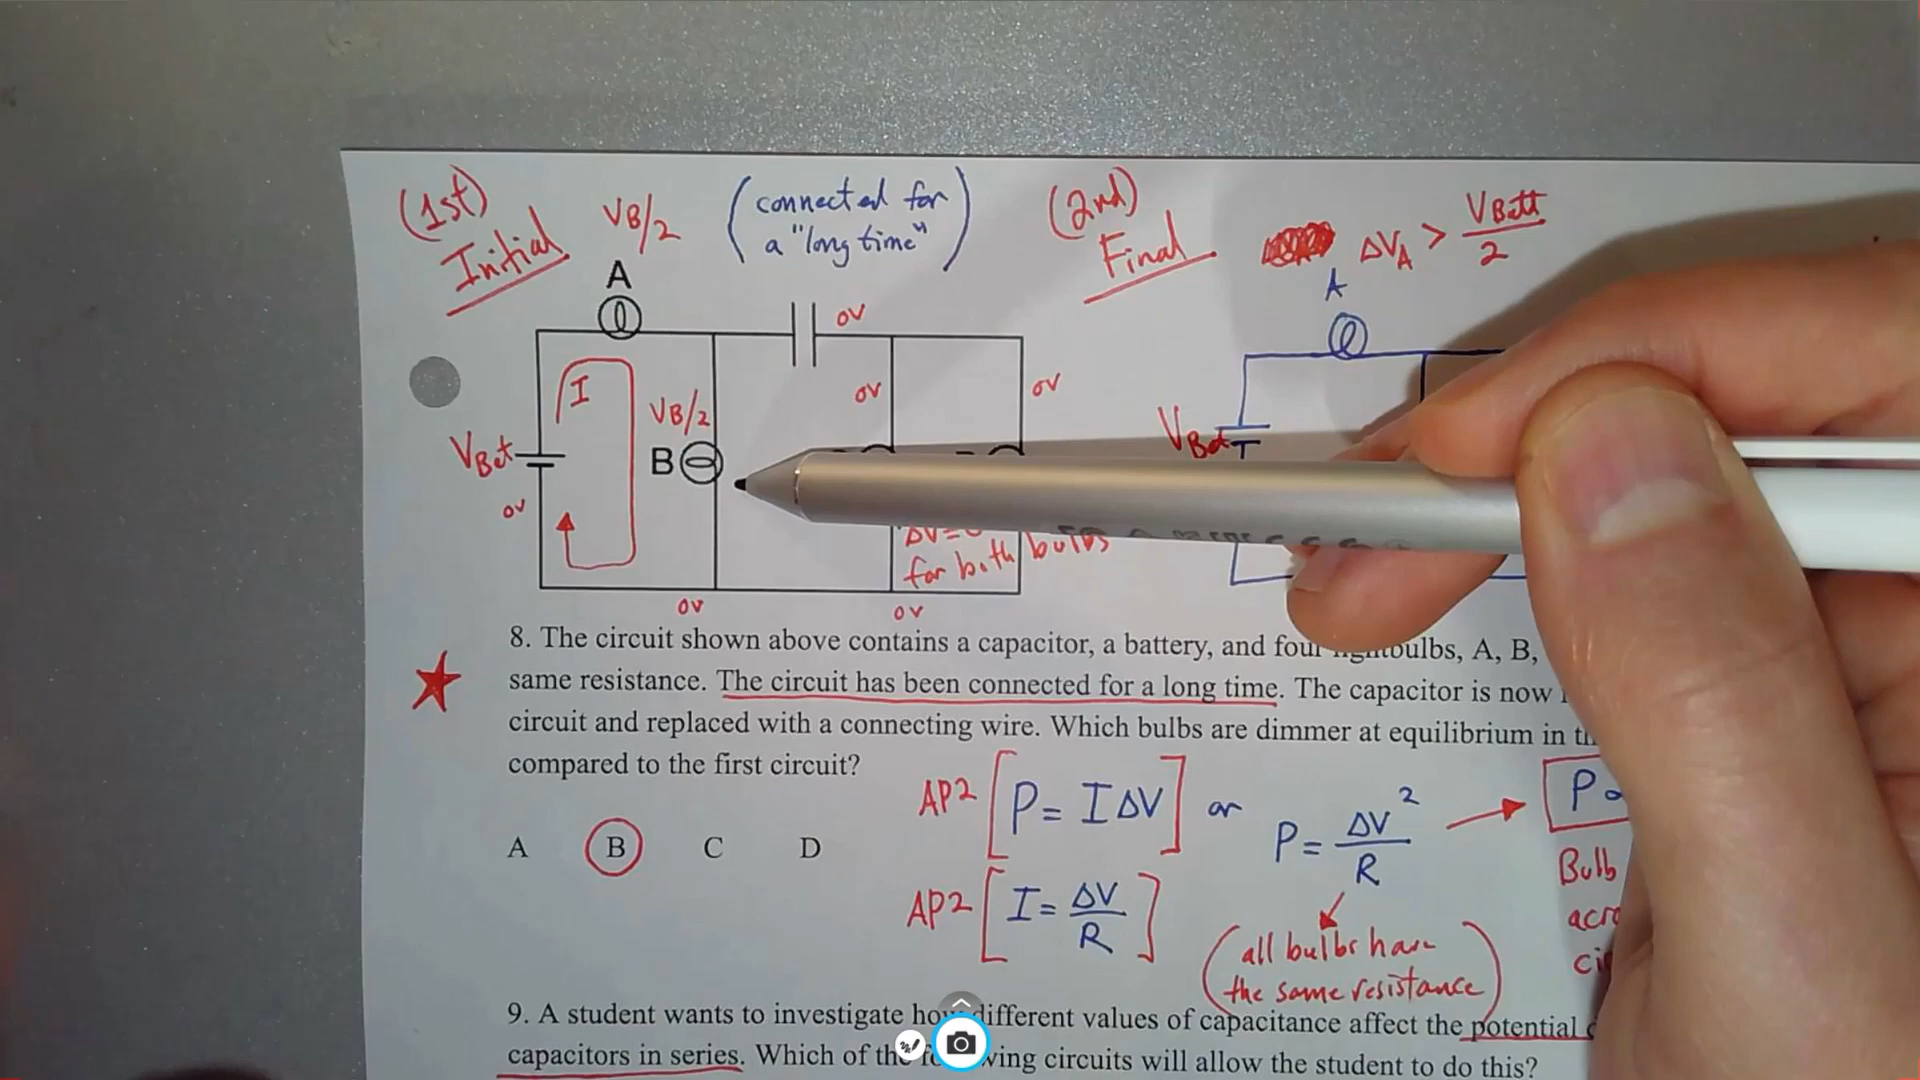 (1st)
Initial
VB/2
(connected for
a "long time")
(2nd)
Final
ΔVA > VBatt/2
A
A
0V
I
VB/2
0V
0V
VBat
B
0V
VBat
ΔV=0
for both bulbs
0V
0V
8. The circuit shown above contains a capacitor, a battery, and four lightbulbs, A, B,
same resistance. The circuit has been connected for a long time. The capacitor is now
circuit and replaced with a connecting wire. Which bulbs are dimmer at equilibrium in
compared to the first circuit?
AP2 [P = IΔV] or P = ΔV²/R
P ∝
A B C D
Bulb
AP2 [I = ΔV/R]
(all bulbs have
the same resistance)
9. A student wants to investigate how different values of capacitance affect the potential
capacitors in series. Which of the following circuits will allow the student to do this?